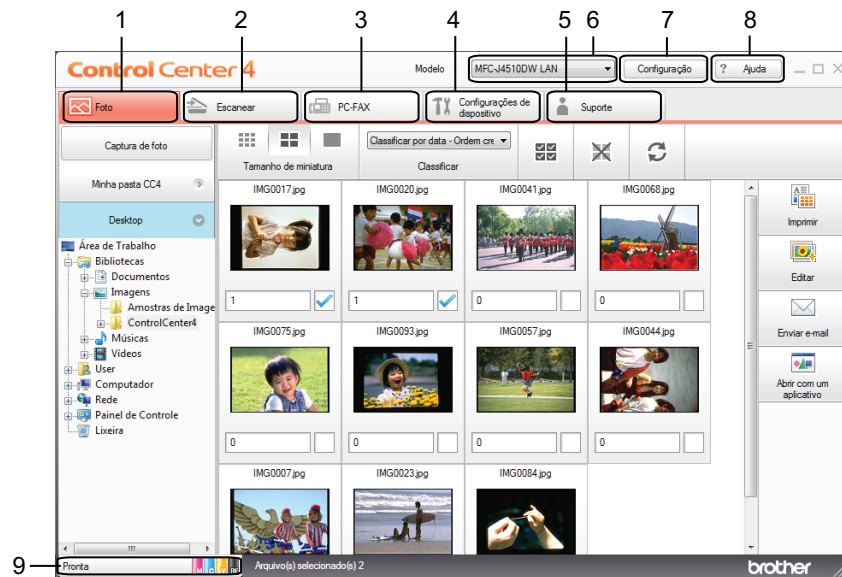 1 2 3 4 5 6 7 8
Control Center 4
Modelo
MFC-J4510DW LAN
Configuração
? Ajuda
Foto
Escanear
PC-FAX
Configurações de
dispositivo
Suporte
Captura de foto
Minha pasta CC4
Desktop
Tamanho de miniatura
Classificar por data - Ordem cre
Classificar
Área de Trabalho
Bibliotecas
Documentos
Imagens
Amostras de Image
ControlCenter4
Músicas
Vídeos
User
Computador
Rede
Painel de Controle
Lixeira
IMG0017.jpg
IMG0020.jpg
IMG0041.jpg
IMG0068.jpg
1
1
0
0
IMG0075.jpg
IMG0093.jpg
IMG0057.jpg
IMG0044.jpg
0
0
0
0
IMG0007.jpg
IMG0023.jpg
IMG0084.jpg
Imprimir
Editar
Enviar e-mail
Abrir com um
aplicativo
9
Pronta
M C Y BK
Arquivo(s) selecionado(s) 2
brother